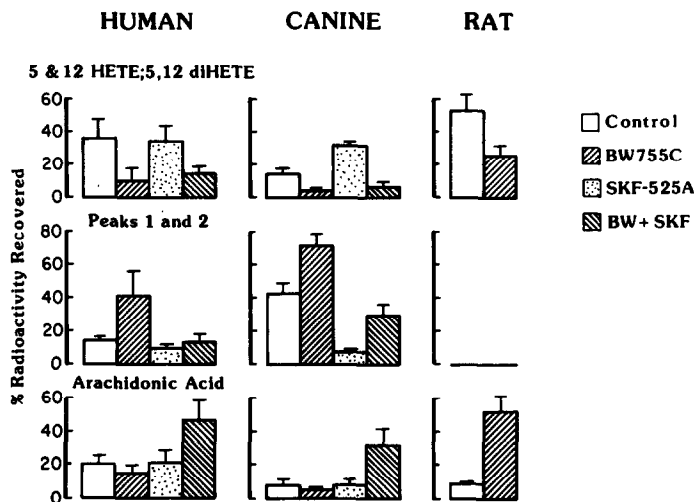 HUMAN CANINE RAT
5 & 12 HETE;5,12 diHETE
60
40
20
0
Control
BW755C
SKF-525A
BW+ SKF
Peaks 1 and 2
80
60
40
20
0
% Radioactivity Recovered
Arachidonic Acid
60
40
20
0